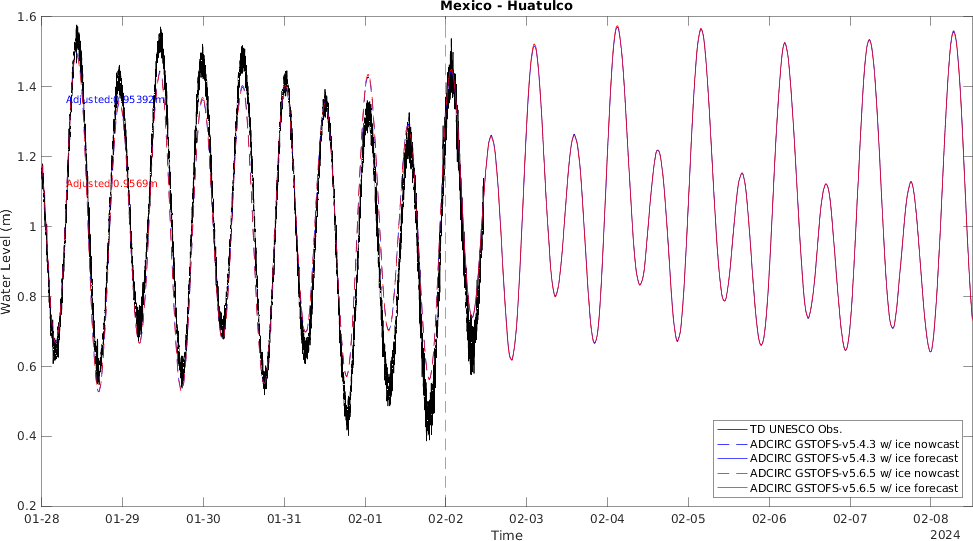 Mexico - Huatulco
Water Level (m)
1.6
1.4
1.2
1
0.8
0.6
0.4
0.2
Adjusted:0.95392m
Adjusted:0.9569m
TD UNESCO Obs.
ADCIRC GSTOFS-v5.4.3 w/ ice nowcast
ADCIRC GSTOFS-v5.4.3 w/ ice forecast
ADCIRC GSTOFS-v5.6.5 w/ ice nowcast
ADCIRC GSTOFS-v5.6.5 w/ ice forecast
01-28 01-29 01-30 01-31 02-01 02-02 02-03 02-04 02-05 02-06 02-07 02-08
Time
2024